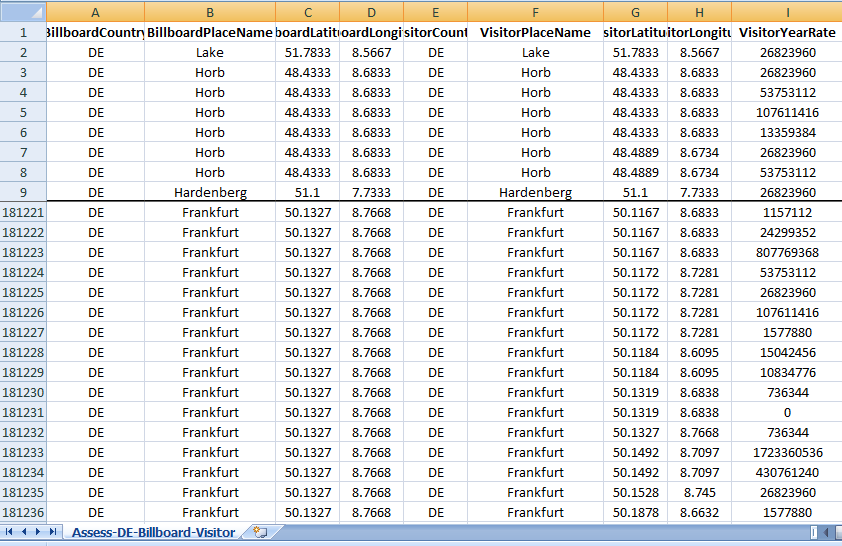 A B C D E F G H I
1 BillboardCountry BillboardPlaceName boardLatitu oardLongi sitorCount VisitorPlaceName sitorLatitu itorLongitu VisitorYearRate
2 DE Lake 51.7833 8.5667 DE Lake 51.7833 8.5667 26823960
3 DE Horb 48.4333 8.6833 DE Horb 48.4333 8.6833 26823960
4 DE Horb 48.4333 8.6833 DE Horb 48.4333 8.6833 53753112
5 DE Horb 48.4333 8.6833 DE Horb 48.4333 8.6833 107611416
6 DE Horb 48.4333 8.6833 DE Horb 48.4333 8.6833 13359384
7 DE Horb 48.4333 8.6833 DE Horb 48.4889 8.6734 26823960
8 DE Horb 48.4333 8.6833 DE Horb 48.4889 8.6734 53753112
9 DE Hardenberg 51.1 7.7333 DE Hardenberg 51.1 7.7333 26823960
181221 DE Frankfurt 50.1327 8.7668 DE Frankfurt 50.1167 8.6833 1157112
181222 DE Frankfurt 50.1327 8.7668 DE Frankfurt 50.1167 8.6833 24299352
181223 DE Frankfurt 50.1327 8.7668 DE Frankfurt 50.1167 8.6833 807769368
181224 DE Frankfurt 50.1327 8.7668 DE Frankfurt 50.1172 8.7281 53753112
181225 DE Frankfurt 50.1327 8.7668 DE Frankfurt 50.1172 8.7281 26823960
181226 DE Frankfurt 50.1327 8.7668 DE Frankfurt 50.1172 8.7281 107611416
181227 DE Frankfurt 50.1327 8.7668 DE Frankfurt 50.1172 8.7281 1577880
181228 DE Frankfurt 50.1327 8.7668 DE Frankfurt 50.1184 8.6095 15042456
181229 DE Frankfurt 50.1327 8.7668 DE Frankfurt 50.1184 8.6095 10834776
181230 DE Frankfurt 50.1327 8.7668 DE Frankfurt 50.1319 8.6838 736344
181231 DE Frankfurt 50.1327 8.7668 DE Frankfurt 50.1319 8.6838 0
181232 DE Frankfurt 50.1327 8.7668 DE Frankfurt 50.1327 8.7668 736344
181233 DE Frankfurt 50.1327 8.7668 DE Frankfurt 50.1492 8.7097 1723360536
181234 DE Frankfurt 50.1327 8.7668 DE Frankfurt 50.1492 8.7097 430761240
181235 DE Frankfurt 50.1327 8.7668 DE Frankfurt 50.1528 8.745 26823960
181236 DE Frankfurt 50.1327 8.7668 DE Frankfurt 50.1878 8.6632 1577880
Assess-DE-Billboard-Visitor